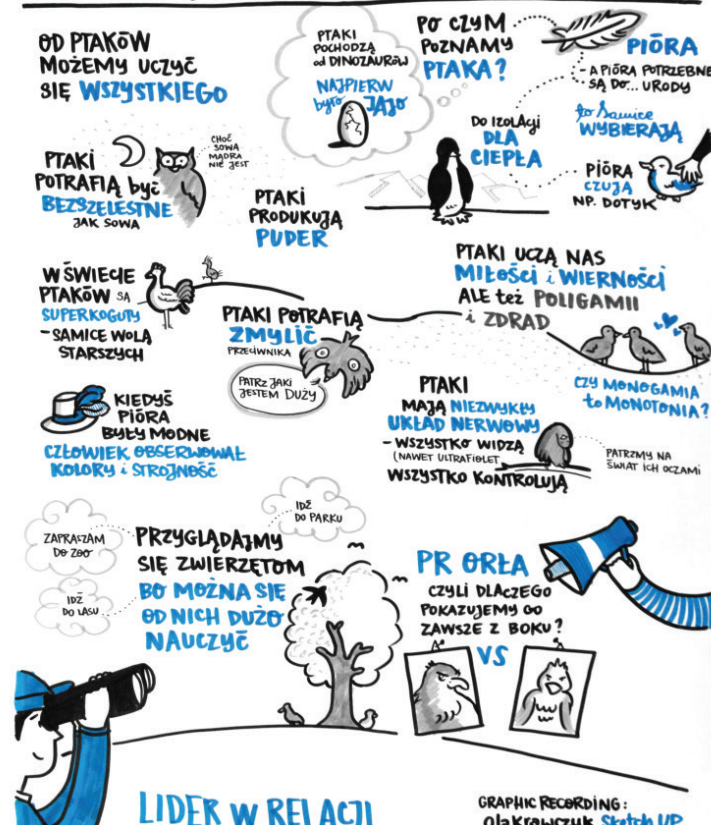 OD PTAKÓW
MOŻEMY UCZYĆ
SIĘ WSZYSTKIEGO
PTAKI
POCHODZĄ
od DINOZAURÓW
NAJPIERW
było JAJO
PO CZYM
POZNAMY
PTAKA?
PIÓRA
- A PIÓRA POTRZEBNE
SĄ DO... URODY
to Samice
WYBIERAJĄ
DO IZOLACJI
DLA
CIEPŁA
PIÓRA
CZUJĄ
NP. DOTYK
CHOĆ
SOWA
MĄDRA
NIE JEST
PTAKI
POTRAFIĄ być
BEZSZELESTNE
JAK SOWA
PTAKI
PRODUKUJĄ
PUDER
W ŚWIECIE
PTAKÓW SĄ
SUPERKOGUTY
- SAMICE WOLĄ
STARSZYCH
PTAKI POTRAFIĄ
ZMYLIĆ
PRZECIWNIKA
PATRZ JAKI
JESTEM DUŻY
PTAKI UCZĄ NAS
MIŁOŚCI i WIERNOŚCI
ALE też POLIGAMII
i ZDRAD
CZY MONOGAMIA
to MONOTONIA?
KIEDYŚ
PIÓRA
BYŁY MODNE
CZŁOWIEK OBSERWOWAŁ
KOLORY i STROJNOŚĆ
PTAKI
MAJĄ NIEZWYKŁY
UKŁAD NERWOWY
- WSZYSTKO WIDZĄ
(NAWET ULTRAFIOLET
WSZYSTKO KONTROLUJĄ
PATRZMY NA
ŚWIAT ICH OCZAMI
IDŹ
DO PARKU
ZAPRASZAM
DO ZOO
IDŹ
DO LASU
PRZYGLĄDAJMY
SIĘ ZWIERZĘTOM
BO MOŻNA SIĘ
OD NICH DUŻO
NAUCZYĆ
PR ORŁA
CZYLI DLACZEGO
POKAZUJEMY GO
ZAWSZE Z BOKU?
VS
LIDER W RELACJI
GRAPHIC RECORDING:
Ola Krawczyk Sketch UP